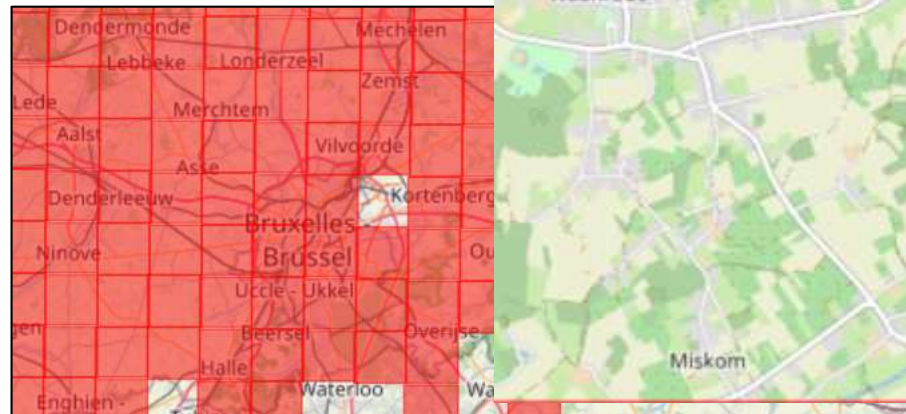 Dendermonde
Mechelen
Lebbeke
Londerzeel
Zemst
Lede
Merchtem
Aalst
Vilvoorde
Asse
Denderleeuw
Kortenberg
Bruxelles
Ninove
Brussel
Uccle - Ukkel
Beersel
Overijse
Halle
Miskom
Waterloo
Enghien -